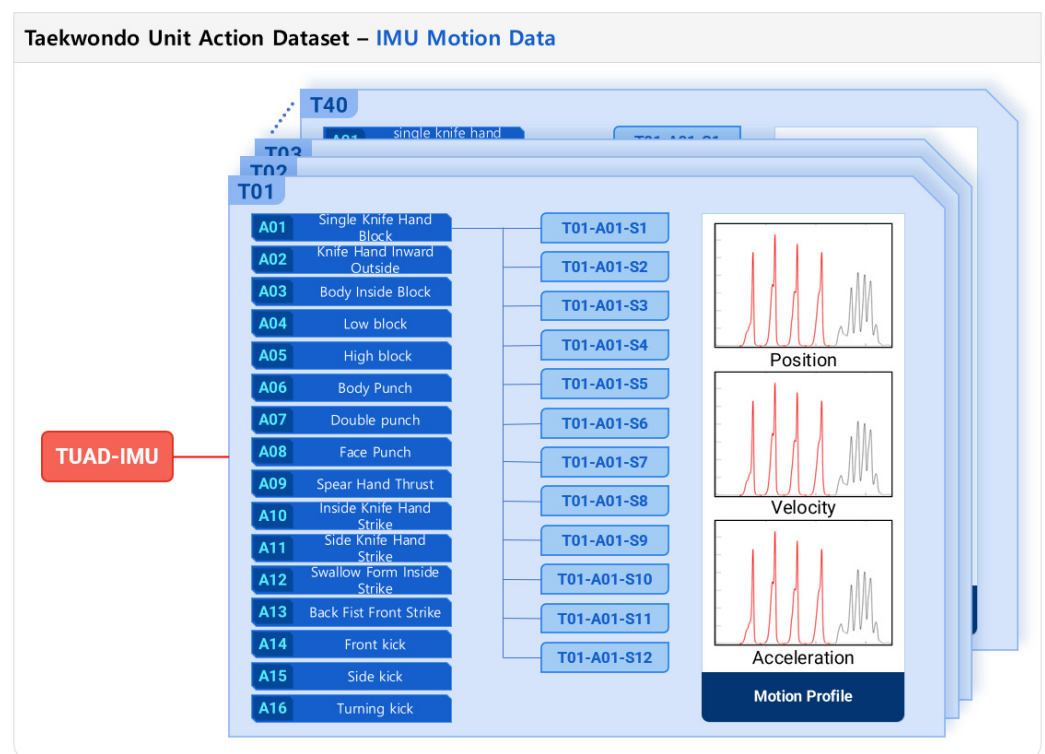 Taekwondo Unit Action Dataset – IMU Motion Data
T40
A01
single knife hand
T01-A01-S1
T03
T02
T01
TUAD-IMU
A01
Single Knife Hand
Block
A02
Knife Hand Inward
Outside
A03
Body Inside Block
A04
Low block
A05
High block
A06
Body Punch
A07
Double punch
A08
Face Punch
A09
Spear Hand Thrust
A10
Inside Knife Hand
Strike
A11
Side Knife Hand
Strike
A12
Swallow Form Inside
Strike
A13
Back Fist Front Strike
A14
Front kick
A15
Side kick
A16
Turning kick
T01-A01-S1
T01-A01-S2
T01-A01-S3
T01-A01-S4
T01-A01-S5
T01-A01-S6
T01-A01-S7
T01-A01-S8
T01-A01-S9
T01-A01-S10
T01-A01-S11
T01-A01-S12
Position
Velocity
Acceleration
Motion Profile